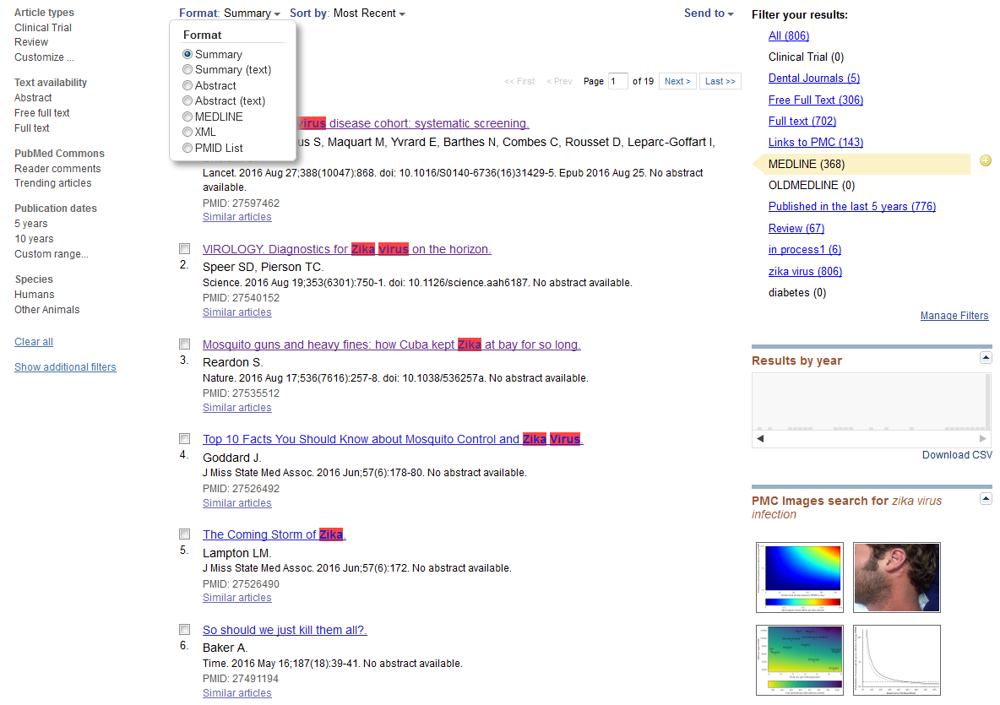 Article types
Clinical Trial
Review
Customize ...
Text availability
Abstract
Free full text
Full text
PubMed Commons
Reader comments
Trending articles
Publication dates
5 years
10 years
Custom range...
Species
Humans
Other Animals
Clear all
Show additional filters
Format: Summary Sort by: Most Recent Send to
Format
Summary
Summary (text)
Abstract
Abstract (text)
MEDLINE
XML
PMID List
<< First < Prev Page 1 of 19 Next > Last >>
virus disease cohort: systematic screening.
us S, Maquart M, Yvrard E, Barthes N, Combes C, Rousset D, Leparc-Goffart I,
Lancet. 2016 Aug 27;388(10047):868. doi: 10.1016/S0140-6736(16)31429-5. Epub 2016 Aug 25. No abstract
available.
PMID: 27597462
Similar articles
VIROLOGY. Diagnostics for Zika virus on the horizon.
2. Speer SD, Pierson TC.
Science. 2016 Aug 19;353(6301):750-1. doi: 10.1126/science.aah6187. No abstract available.
PMID: 27540152
Similar articles
Mosquito guns and heavy fines: how Cuba kept Zika at bay for so long.
3. Reardon S.
Nature. 2016 Aug 17;536(7616):257-8. doi: 10.1038/536257a. No abstract available.
PMID: 27535512
Similar articles
Top 10 Facts You Should Know about Mosquito Control and Zika Virus.
4. Goddard J.
J Miss State Med Assoc. 2016 Jun;57(6):178-80. No abstract available.
PMID: 27526492
Similar articles
The Coming Storm of Zika.
5. Lampton LM.
J Miss State Med Assoc. 2016 Jun;57(6):172. No abstract available.
PMID: 27526490
Similar articles
So should we just kill them all?.
6. Baker A.
Time. 2016 May 16;187(18):39-41. No abstract available.
PMID: 27491194
Similar articles
Filter your results:
All (806)
Clinical Trial (0)
Dental Journals (5)
Free Full Text (306)
Full text (702)
Links to PMC (143)
MEDLINE (368)
OLDMEDLINE (0)
Published in the last 5 years (776)
Review (67)
in process1 (6)
zika virus (806)
diabetes (0)
Manage Filters
Results by year
Download CSV
PMC Images search for zika virus
infection